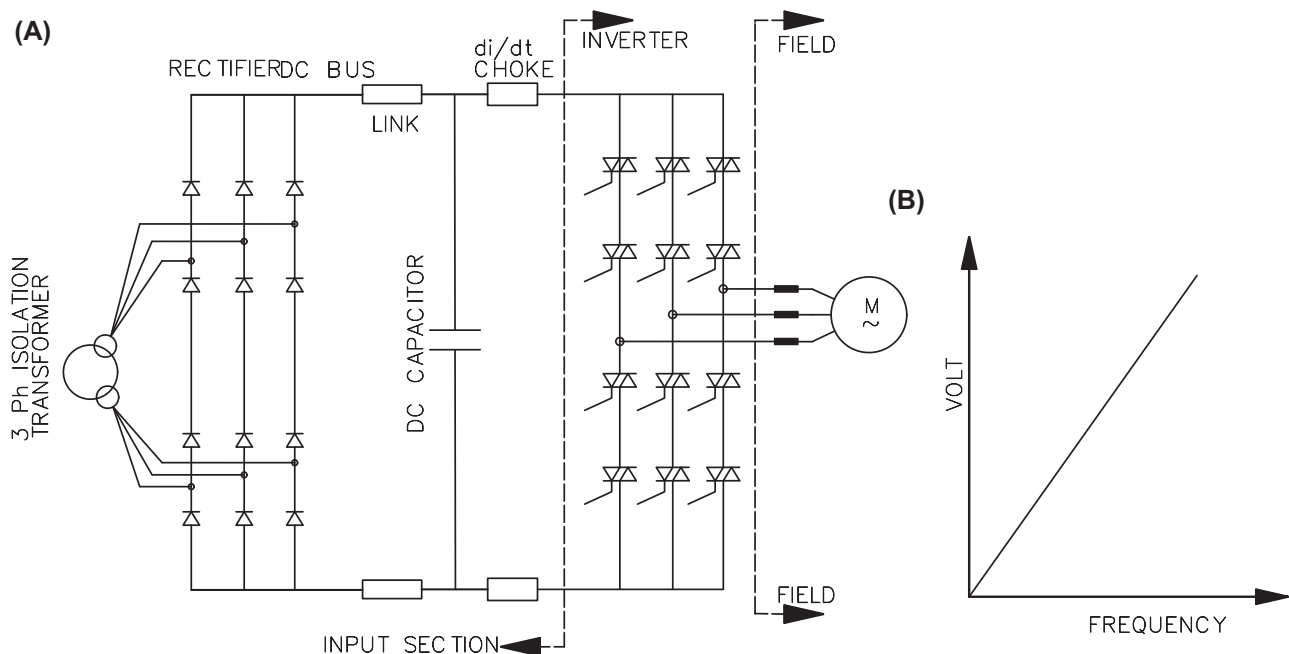 (A)
RECTIFIER
DC BUS
di/dt
CHOKE
INVERTER
FIELD
LINK
3 Ph ISOLATION
TRANSFORMER
DC CAPACITOR
M
~
FIELD
INPUT SECTION
(B)
VOLT
FREQUENCY